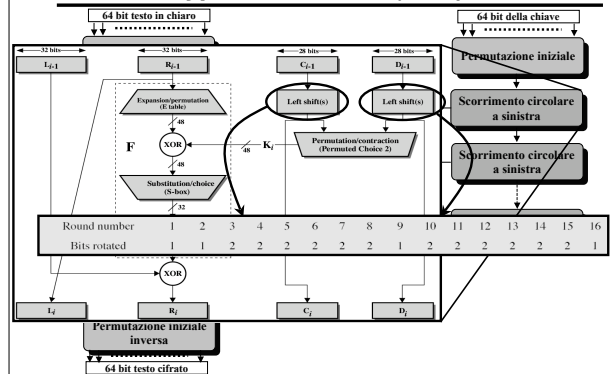 64 bit testo in chiaro
64 bit della chiave
32 bits
32 bits
28 bits
28 bits
Li-1
Ri-1
Ci-1
Di-1
Permutazione iniziale
Expansion/permutation
(E table)
Left shift(s)
Left shift(s)
Scorrimento circolare
a sinistra
48
F
XOR
48
Ki
48
Permutation/contraction
(Permuted Choice 2)
Scorrimento circolare
a sinistra
Substitution/choice
(S-box)
32
Round number 1 2 3 4 5 6 7 8 9 10 11 12 13 14 15 16
Bits rotated 1 1 2 2 2 2 2 2 1 2 2 2 2 2 2 1
XOR
Li
Ri
Ci
Di
Permutazione iniziale
inversa
64 bit testo cifrato